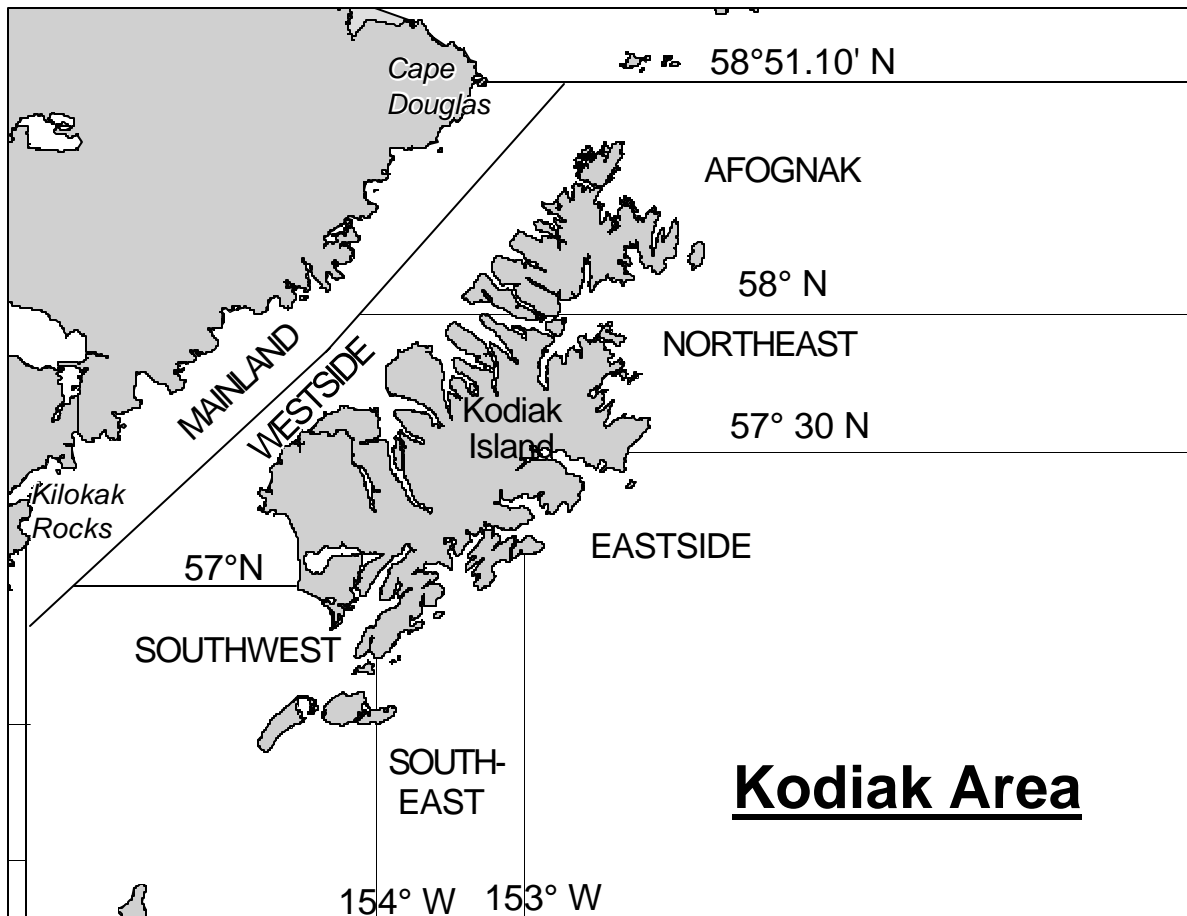 Cape
Douglas
58°51.10' N
AFOGNAK
58° N
NORTHEAST
MAINLAND
WESTSIDE
Kodiak
Island
57° 30 N
Kilokak
Rocks
EASTSIDE
57°N
SOUTHWEST
SOUTH-
EAST
Kodiak Area
154° W
153° W